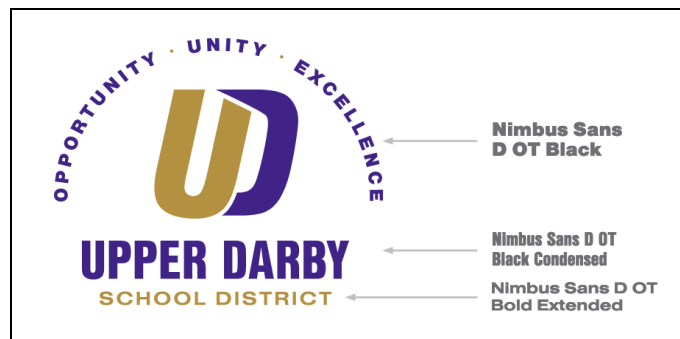 OPPORTUNITY · UNITY · EXCELLENCE
UD
UPPER DARBY
SCHOOL DISTRICT
Nimbus Sans
D OT Black
Nimbus Sans D OT
Black Condensed
Nimbus Sans D OT
Bold Extended